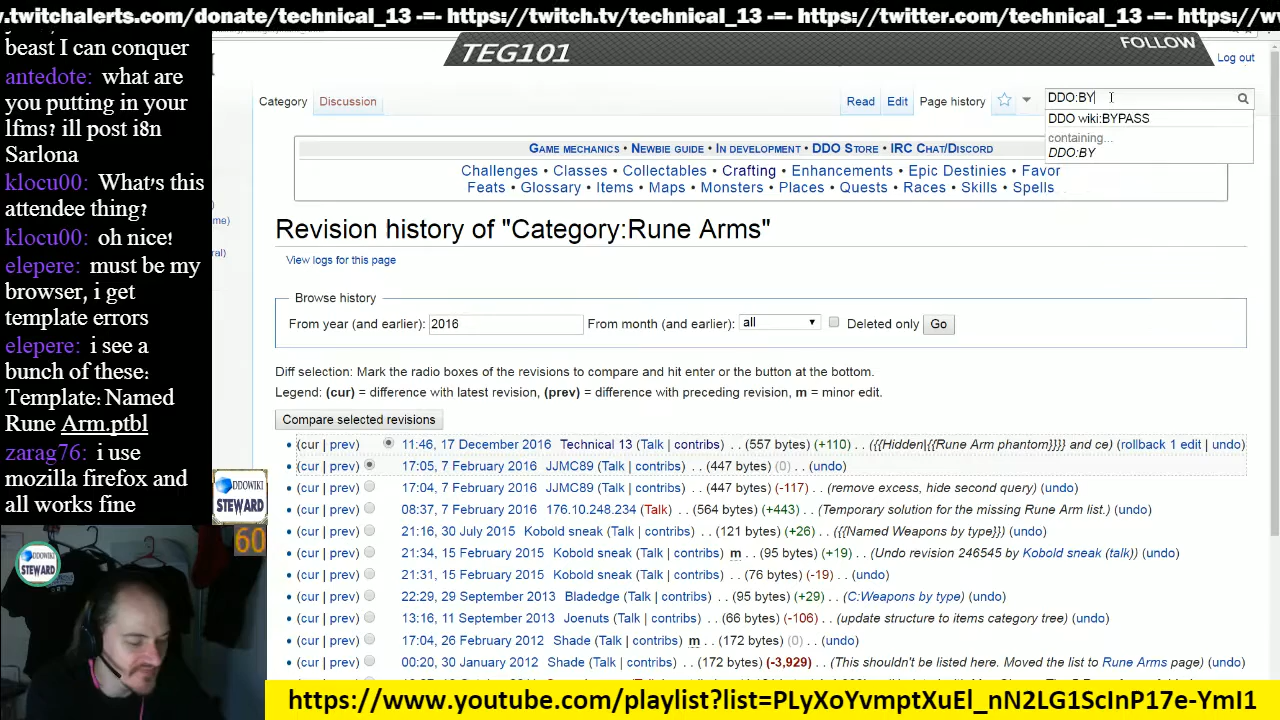 .twitchalerts.com/donate/technical_13 -=- https://twitch.tv/technical_13 -=- https://twitter.com/technical_13 -=- https://
beast I can conquer
antedote: what are
you putting in your
lfms? ill post i8n
Sarlona
klocu00: What's this
attendee thing?
klocu00: oh nice!
elepere: must be my
browser, i get
template errors
elepere: i see a
bunch of these:
Template: Named
Rune Arm.ptbl
zarag76: i use
mozilla firefox and
all works fine
TEG101
FOLLOW
Log out
Category Discussion Read Edit Page history DDO:BY
DDO wiki:BYPASS
containing...
DDO:BY
Game mechanics • Newbie guide • In development • DDO Store • IRC Chat/Discord
Challenges • Classes • Collectables • Crafting • Enhancements • Epic Destinies • Favor
Feats • Glossary • Items • Maps • Monsters • Places • Quests • Races • Skills • Spells
Revision history of "Category:Rune Arms"
View logs for this page
Browse history
From year (and earlier): 2016 From month (and earlier): all Deleted only Go
Diff selection: Mark the radio boxes of the revisions to compare and hit enter or the button at the bottom.
Legend: (cur) = difference with latest revision, (prev) = difference with preceding revision, m = minor edit.
Compare selected revisions
(cur | prev) 11:46, 17 December 2016 Technical 13 (Talk | contribs) . . (557 bytes) (+110) . . ({{Hidden|{{Rune Arm phantom}}}} and ce) (rollback 1 edit | undo)
(cur | prev) 17:05, 7 February 2016 JJMC89 (Talk | contribs) . . (447 bytes) (0) . . (undo)
(cur | prev) 17:04, 7 February 2016 JJMC89 (Talk | contribs) . . (447 bytes) (-117) . . (remove excess, hide second query) (undo)
(cur | prev) 08:37, 7 February 2016 176.10.248.234 (Talk) . . (564 bytes) (+443) . . (Temporary solution for the missing Rune Arm list.) (undo)
(cur | prev) 21:16, 30 July 2015 Kobold sneak (Talk | contribs) . . (121 bytes) (+26) . . ({{Named Weapons by type}}) (undo)
(cur | prev) 21:34, 15 February 2015 Kobold sneak (Talk | contribs) m . . (95 bytes) (+19) . . (Undo revision 246545 by Kobold sneak (talk)) (undo)
(cur | prev) 21:31, 15 February 2015 Kobold sneak (Talk | contribs) . . (76 bytes) (-19) . . (undo)
(cur | prev) 22:29, 29 September 2013 Bladedge (Talk | contribs) . . (95 bytes) (+29) . . (C:Weapons by type) (undo)
(cur | prev) 13:16, 11 September 2013 Joenuts (Talk | contribs) . . (66 bytes) (-106) . . (update structure to items category tree) (undo)
(cur | prev) 17:04, 26 February 2012 Shade (Talk | contribs) m . . (172 bytes) (0) . . (undo)
(cur | prev) 00:20, 30 January 2012 Shade (Talk | contribs) . . (172 bytes) (-3,929) . . (This shouldn't be listed here. Moved the list to Rune Arms page) (undo)
DDOWIKI
STEWARD
60
https://www.youtube.com/playlist?list=PLyXoYvmptXuEl_nN2LG1ScInP17e-YmI1